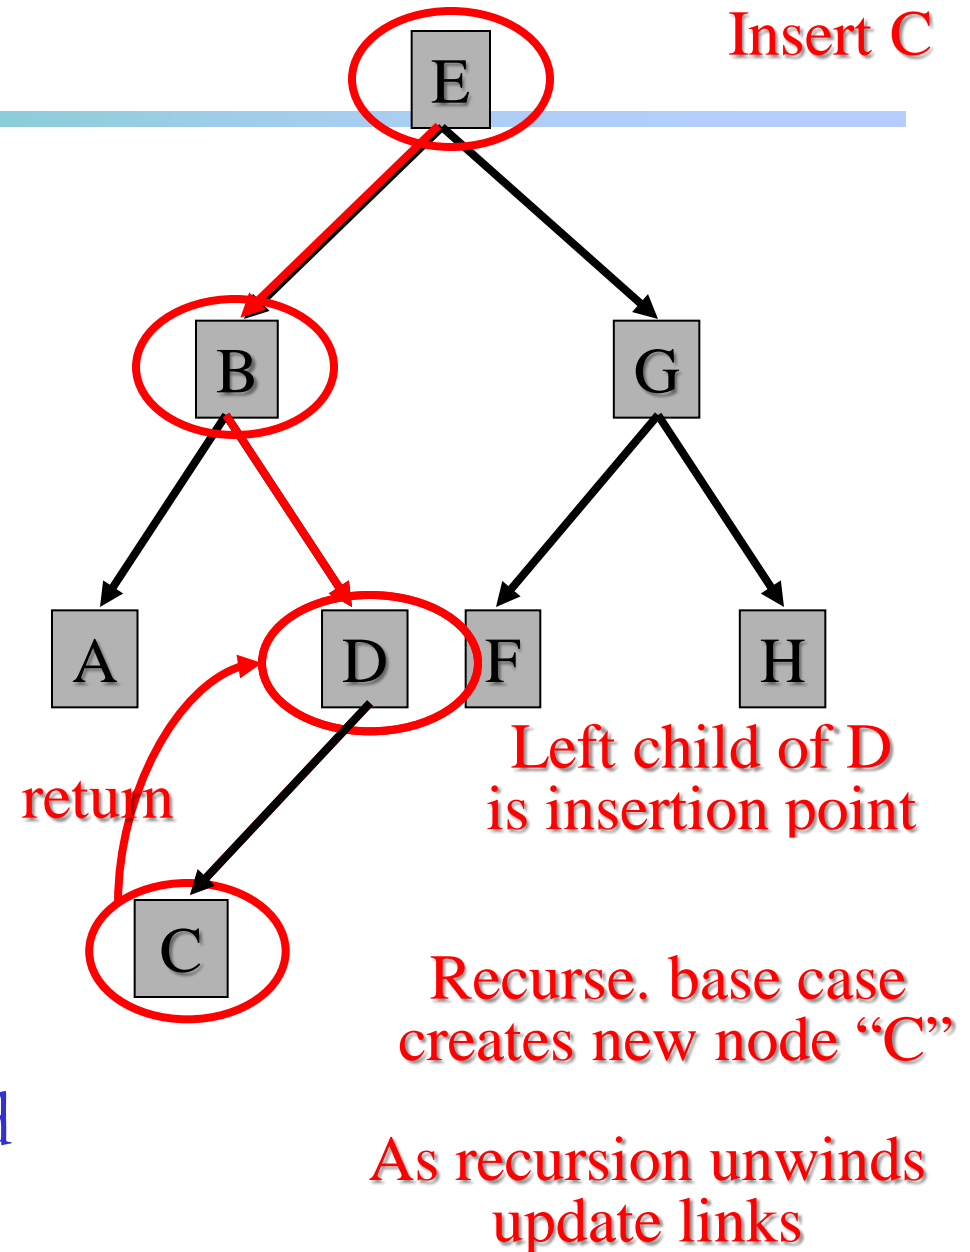 Insert C
E
B
G
A
D
F
H
Left child of D
is insertion point
return
C
Recurse. base case
creates new node “C”
As recursion unwinds
update links